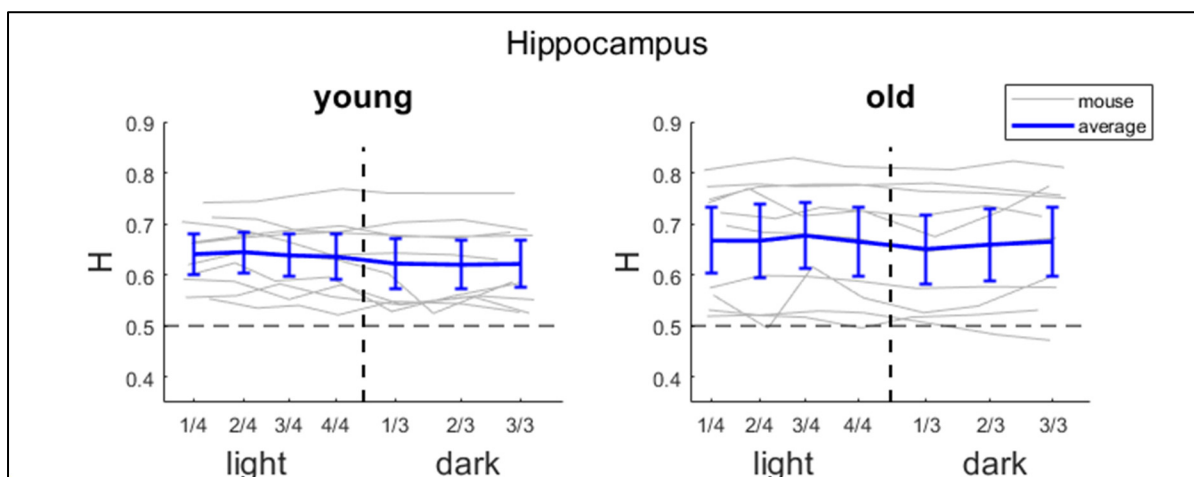 Hippocampus
young
old
mouse
average
0.9
0.8
0.7
0.6
0.5
0.4
H
1/4 2/4 3/4 4/4 1/3 2/3 3/3
light dark
0.9
0.8
0.7
0.6
0.5
0.4
H
1/4 2/4 3/4 4/4 1/3 2/3 3/3
light dark